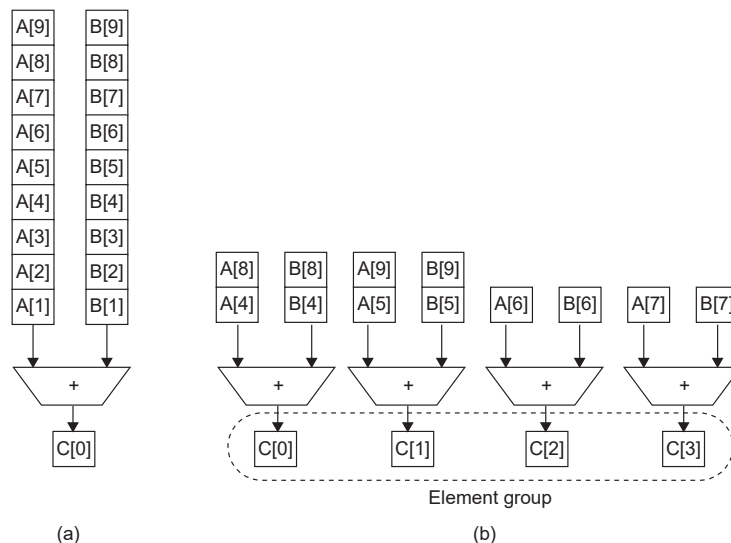 A[9] B[9]
A[8] B[8]
A[7] B[7]
A[6] B[6]
A[5] B[5]
A[4] B[4]
A[3] B[3]
A[2] B[2]
A[1] B[1]
+
C[0]
(a)
A[8] B[8] A[9] B[9]
A[4] B[4] A[5] B[5] A[6] B[6] A[7] B[7]
+ + + +
C[0] C[1] C[2] C[3]
Element group
(b)